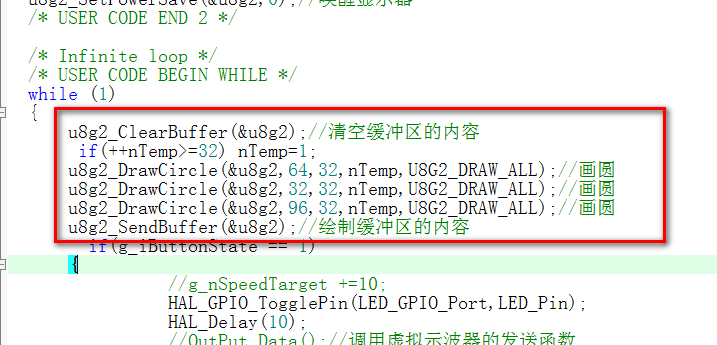 u8g2_SetPowerSave(&u8g2,0);//唤醒显示器
/* USER CODE END 2 */
/* Infinite loop */
/* USER CODE BEGIN WHILE */
while (1)
{
u8g2_ClearBuffer(&u8g2);//清空缓冲区的内容
if(++nTemp>=32) nTemp=1;
u8g2_DrawCircle(&u8g2,64,32,nTemp,U8G2_DRAW_ALL);//画圆
u8g2_DrawCircle(&u8g2,32,32,nTemp,U8G2_DRAW_ALL);//画圆
u8g2_DrawCircle(&u8g2,96,32,nTemp,U8G2_DRAW_ALL);//画圆
u8g2_SendBuffer(&u8g2);//绘制缓冲区的内容
if(g_iButtonState == 1)
{
//g_nSpeedTarget +=10;
HAL_GPIO_TogglePin(LED_GPIO_Port,LED_Pin);
HAL_Delay(10);
//OutPut_Data();//调用虚拟示波器的发送函数